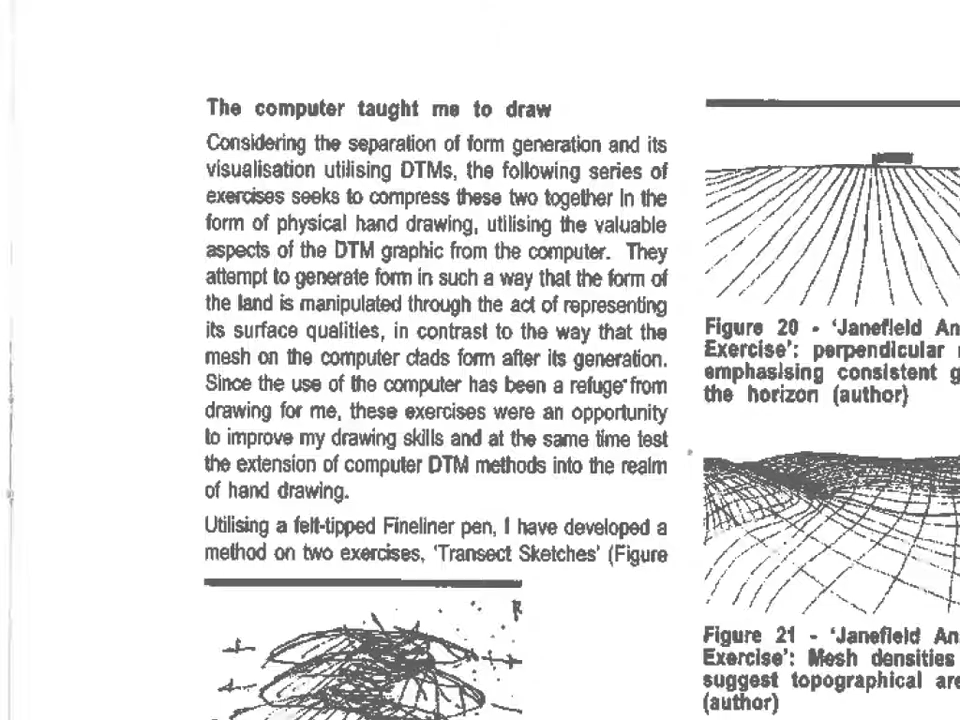 The computer taught me to draw
Considering the separation of form generation and its
visualisation utilising DTMs, the following series of
exercises seeks to compress these two together in the
form of physical hand drawing, utilising the valuable
aspects of the DTM graphic from the computer. They
attempt to generate form in such a way that the form of
the land is manipulated through the act of representing
its surface qualities, in contrast to the way that the
mesh on the computer clads form after its generation.
Since the use of the computer has been a refuge from
drawing for me, these exercises were an opportunity
to improve my drawing skills and at the same time test
the extension of computer DTM methods into the realm
of hand drawing.
Utilising a felt-tipped Fineliner pen, I have developed a
method on two exercises, 'Transect Sketches' (Figure
Figure 20 - 'Janefield An
Exercise': perpendicular
emphasising consistent g
the horizon (author)
Figure 21 - 'Janefield An
Exercise': Mesh densities
suggest topographical are
(author)